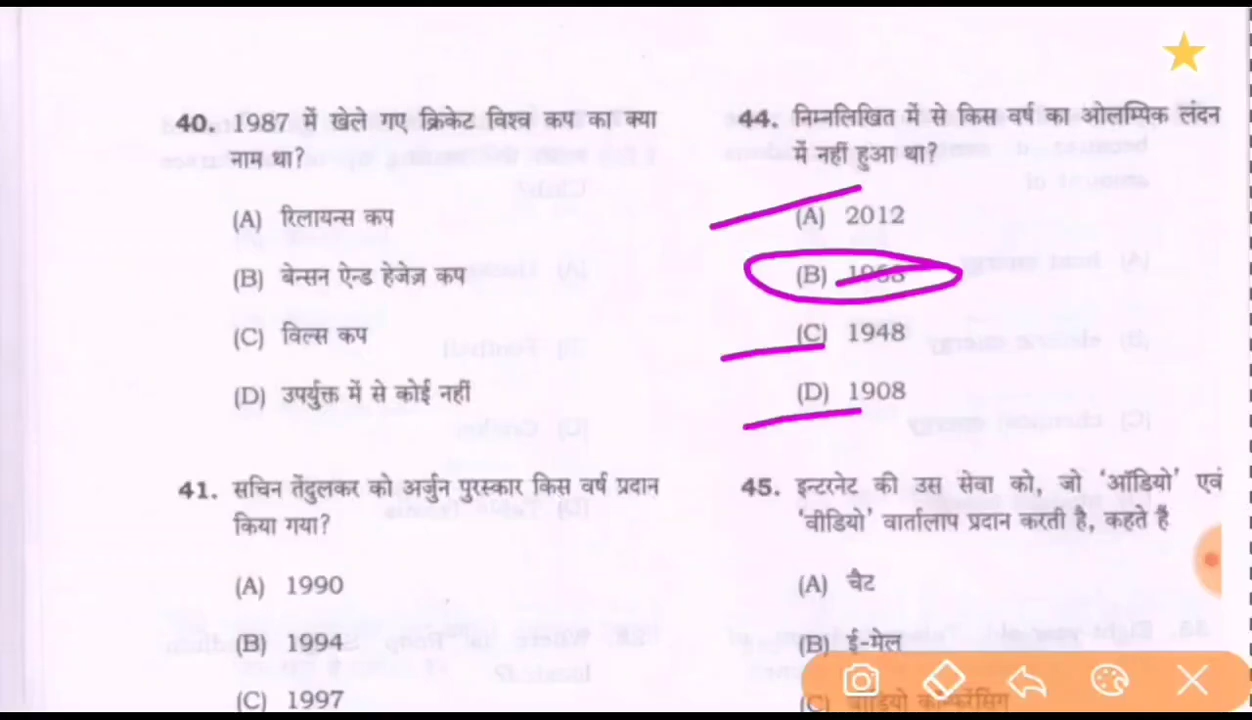 40. 1987 में खेले गए क्रिकेट विश्व कप का क्या
नाम था?
(A) रिलायन्स कप
(B) बेन्सन ऐन्ड हेजेज़ कप
(C) विल्स कप
(D) उपर्युक्त में से कोई नहीं
41. सचिन तेंदुलकर को अर्जुन पुरस्कार किस वर्ष प्रदान
किया गया?
(A) 1990
(B) 1994
(C) 1997
44. निम्नलिखित में से किस वर्ष का ओलम्पिक लंदन
में नहीं हुआ था?
(A) 2012
(B) 1968
(C) 1948
(D) 1908
45. इन्टरनेट की उस सेवा को, जो 'ऑडियो' एवं
'वीडियो' वार्तालाप प्रदान करती है, कहते हैं
(A) चैट
(B) ई-मेल
(C) वीडियो कॉन्फरेंसिंग